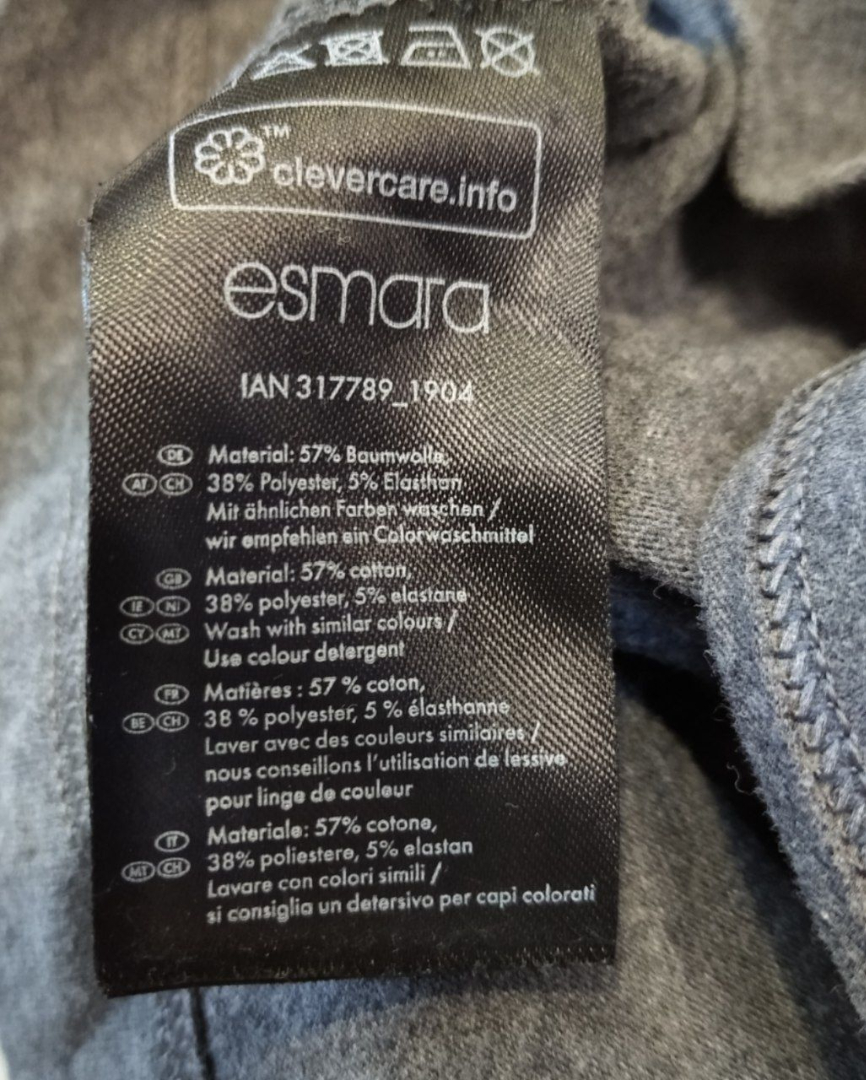 TM
clevercare.info
esmara
IAN 317789_1904
DE Material: 57% Baumwolle,
AT CH 38% Polyester, 5% Elasthan
Mit ähnlichen Farben waschen /
wir empfehlen ein Colorwaschmittel
GB Material: 57% cotton,
IE NI 38% polyester, 5% elastane
CY MT Wash with similar colours /
Use colour detergent
FR Matières : 57 % coton,
BE CH 38 % polyester, 5 % élasthanne
Laver avec des couleurs similaires /
nous conseillons l'utilisation de lessive
pour linge de couleur
IT Materiale: 57% cotone,
MT CH 38% poliestere, 5% elastan
Lavare con colori simili /
si consiglia un detersivo per capi colorati